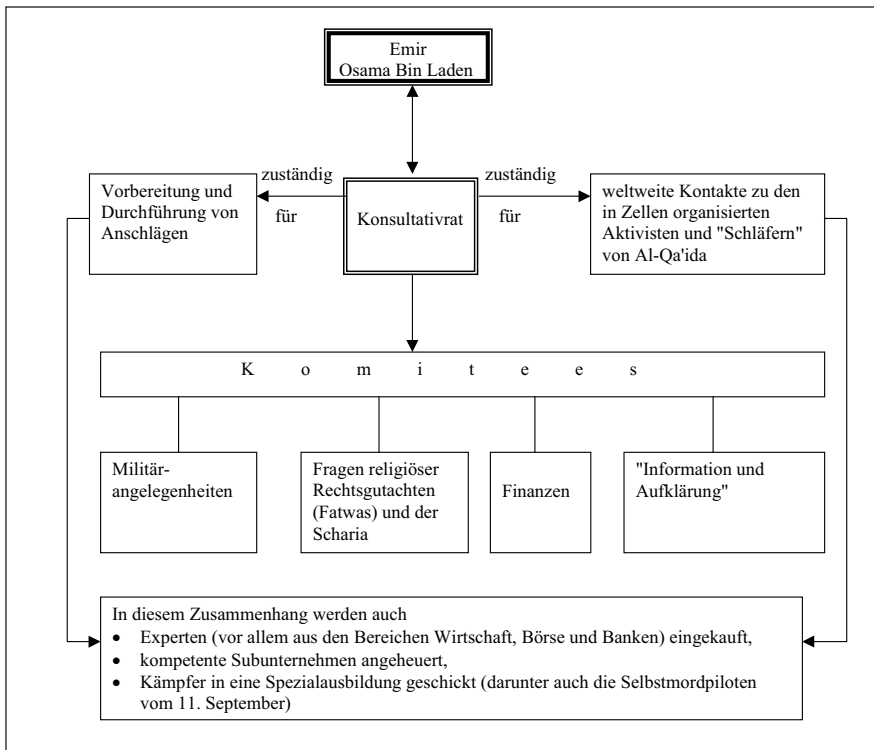 Emir
Osama Bin Laden
zuständig
für
zuständig
für
Vorbereitung und
Durchführung von
Anschlägen
Konsultativrat
weltweite Kontakte zu den
in Zellen organisierten
Aktivisten und "Schläfern"
von Al-Qa'ida
K o m i t e e s
Militär-
angelegenheiten
Fragen religiöser
Rechtsgutachten
(Fatwas) und der
Scharia
Finanzen
"Information und
Aufklärung"
In diesem Zusammenhang werden auch
• Experten (vor allem aus den Bereichen Wirtschaft, Börse und Banken) eingekauft,
• kompetente Subunternehmen angeheuert,
• Kämpfer in eine Spezialausbildung geschickt (darunter auch die Selbstmordpiloten
vom 11. September)